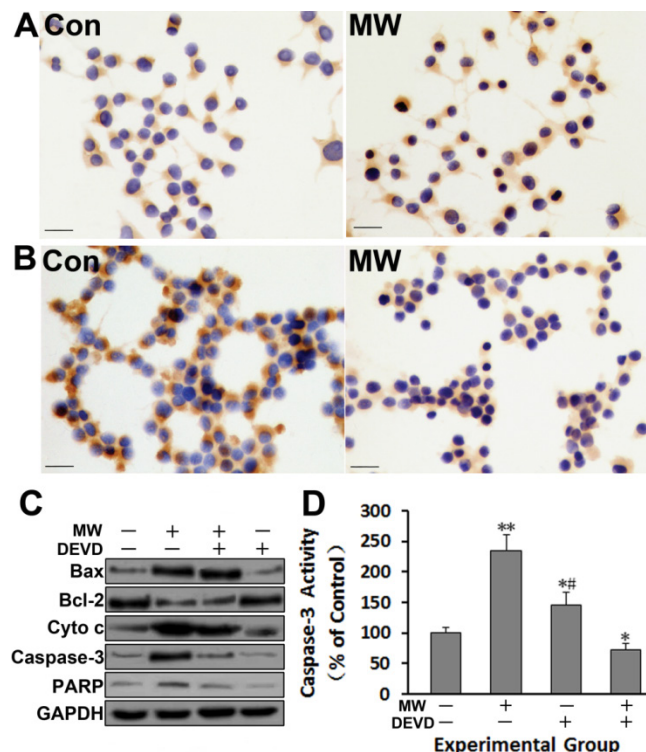 A Con MW
B Con MW
C
MW − + + −
DEVD − − + +
Bax
Bcl-2
Cyto c
Caspase-3
PARP
GAPDH
D
Caspase-3 Activity
( % of Control )
300
250
200
150
100
50
0
**
*#
*
MW − + − +
DEVD − − + +
Experimental Group